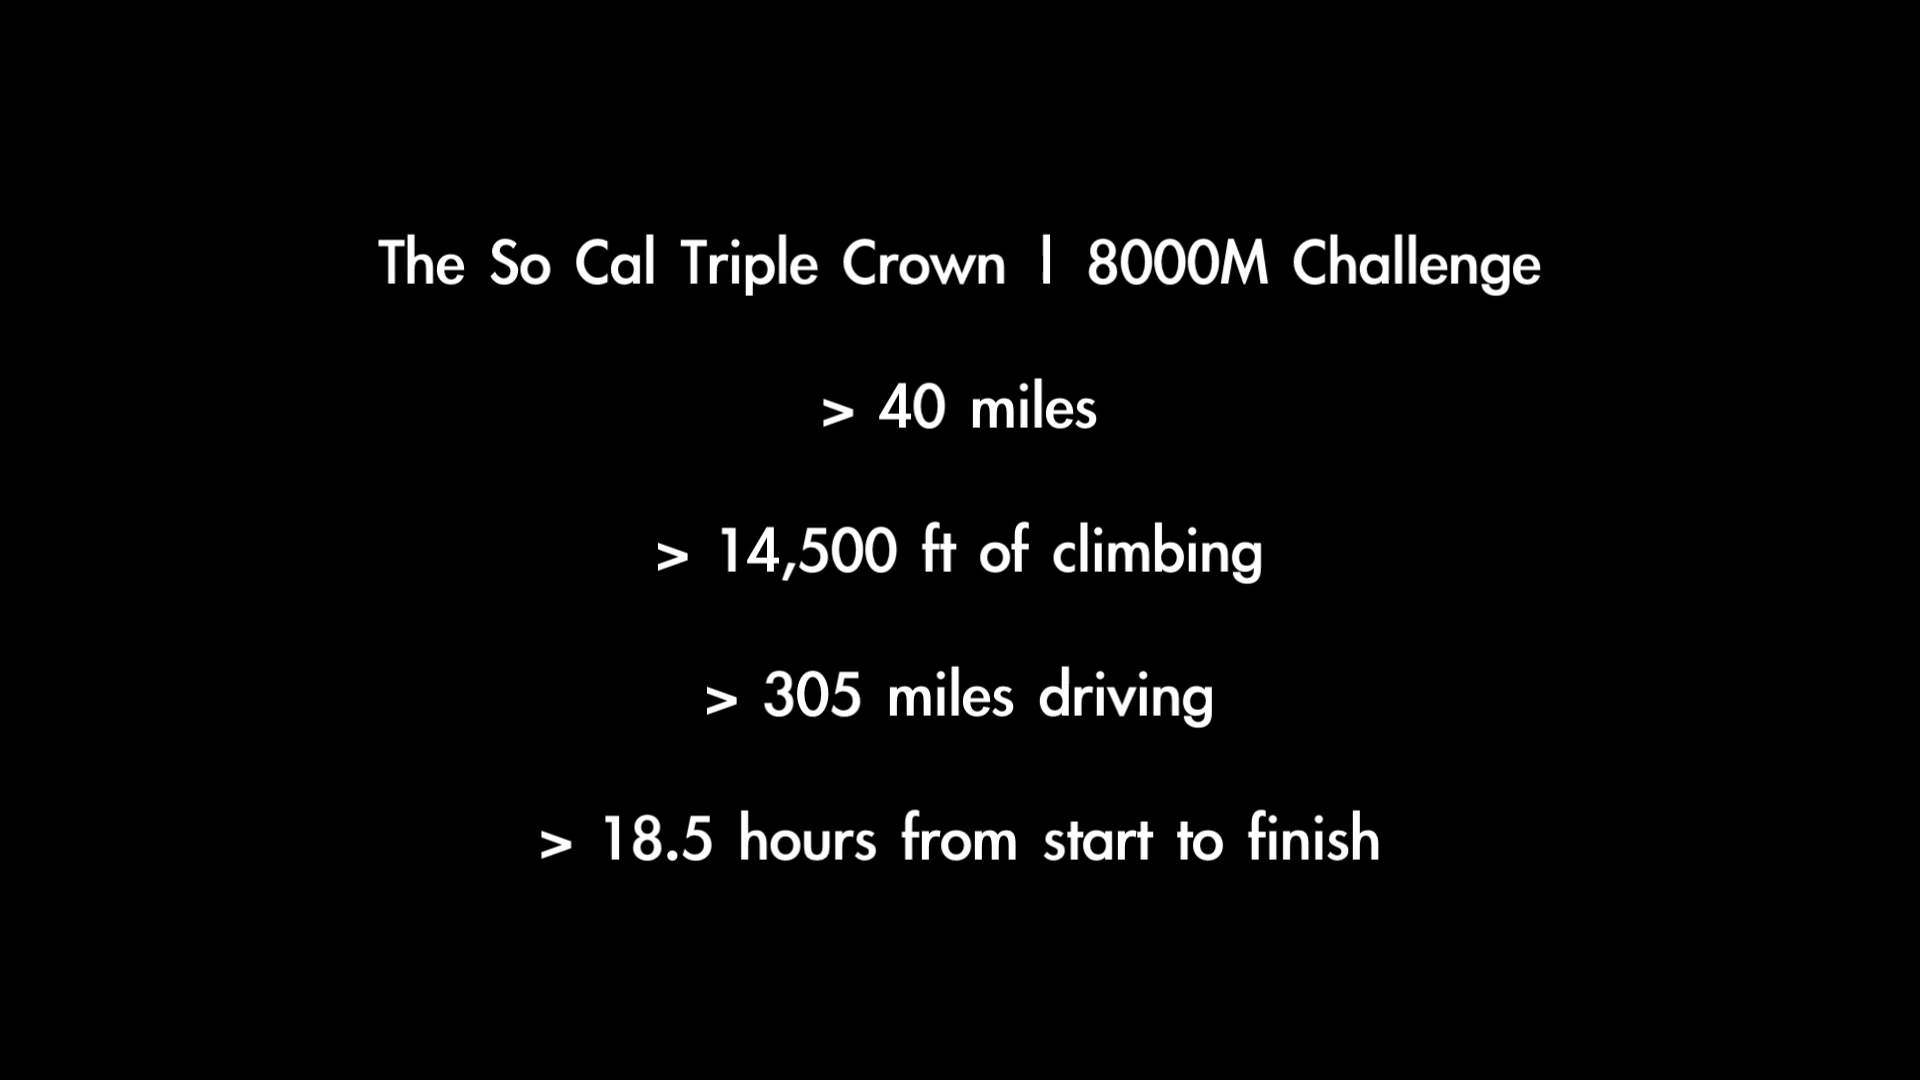 The So Cal Triple Crown | 8000M Challenge
> 40 miles
> 14,500 ft of climbing
> 305 miles driving
> 18.5 hours from start to finish